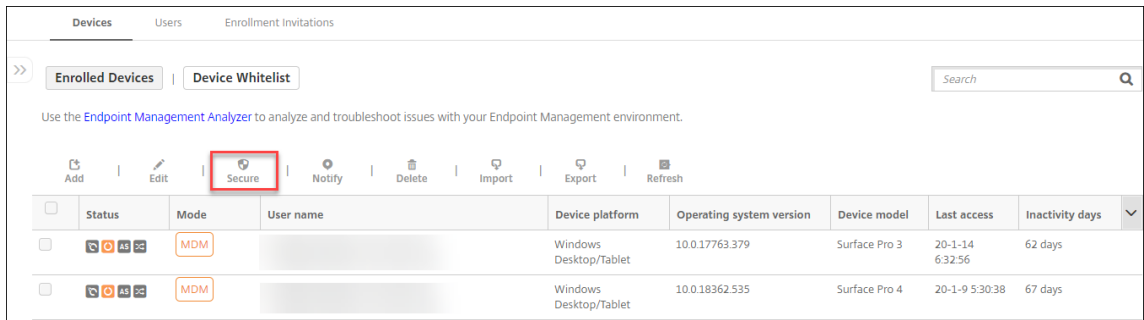 Devices Users Enrollment Invitations
Enrolled Devices | Device Whitelist Search
Use the Endpoint Management Analyzer to analyze and troubleshoot issues with your Endpoint Management environment.
Add | Edit | Secure | Notify | Delete | Import | Export | Refresh
Status Mode User name Device platform Operating system version Device model Last access Inactivity days
AS MDM Windows 10.0.17763.379 Surface Pro 3 20-1-14 62 days
Desktop/Tablet 6:32:56
AS MDM Windows 10.0.18362.535 Surface Pro 4 20-1-9 5:30:38 67 days
Desktop/Tablet